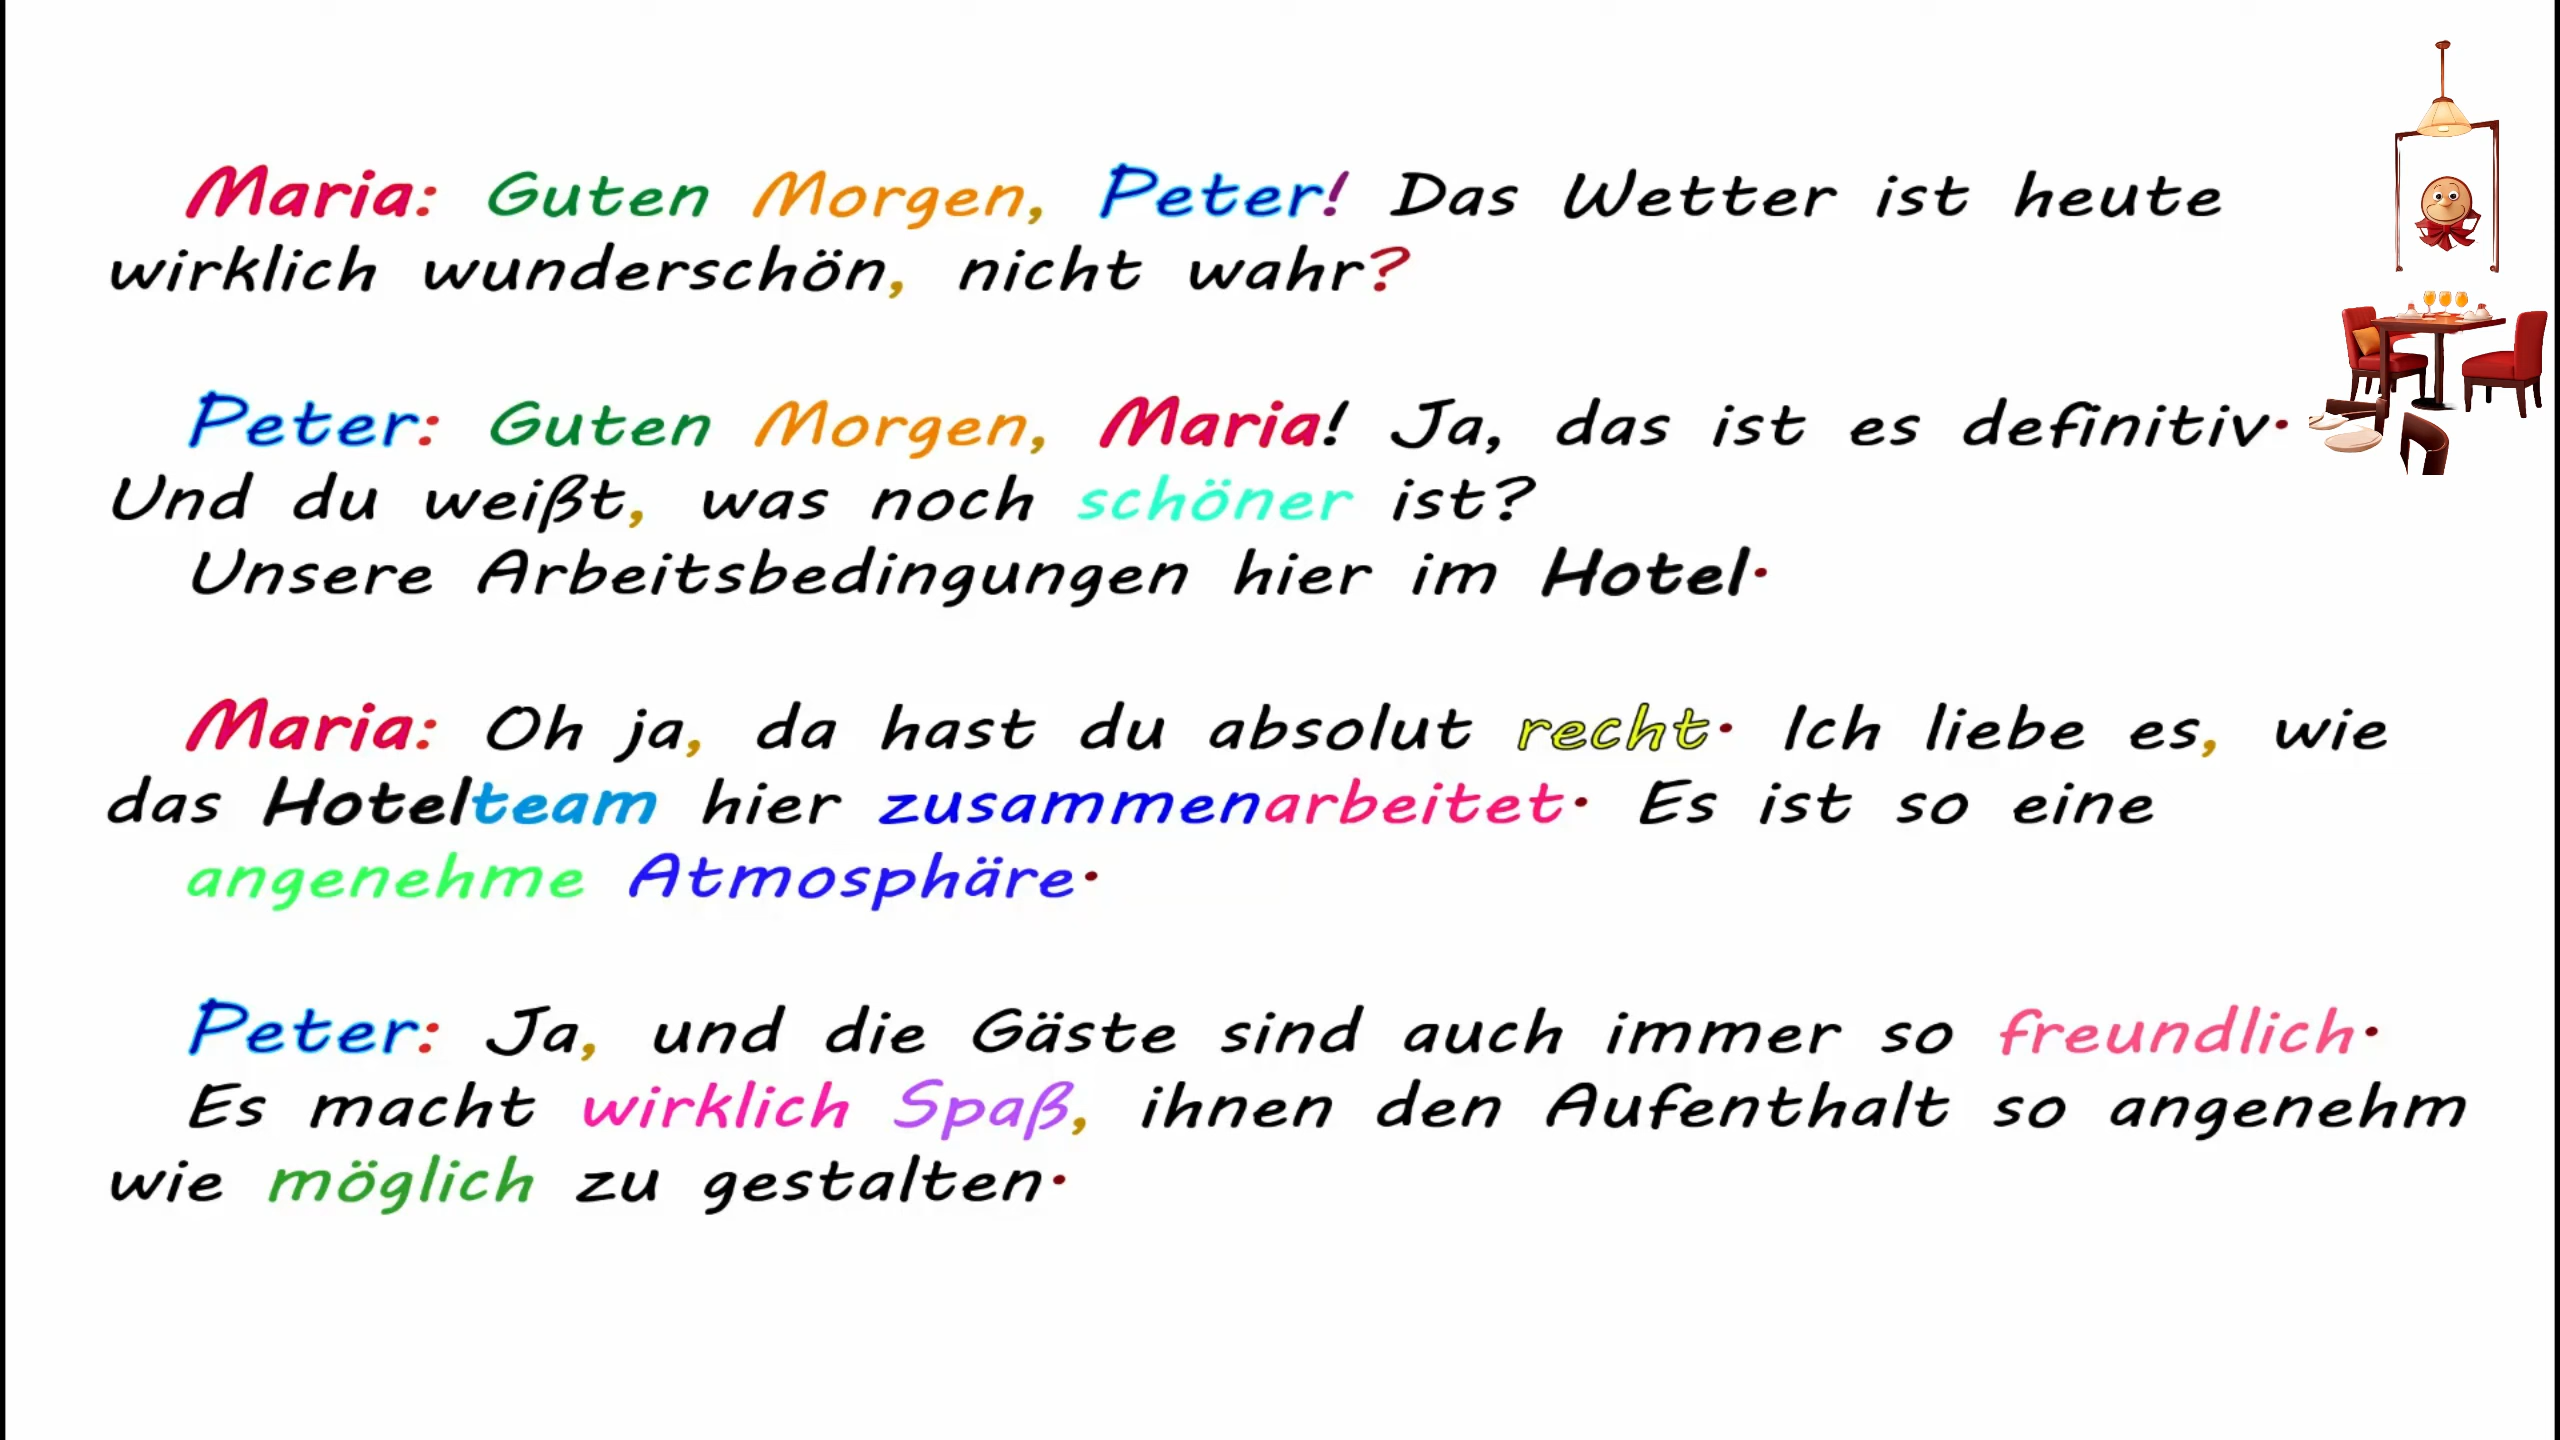 Maria: Guten Morgen, Peter! Das Wetter ist heute
wirklich wunderschön, nicht wahr?
Peter: Guten Morgen, Maria! Ja, das ist es definitiv.
Und du weißt, was noch schöner ist?
Unsere Arbeitsbedingungen hier im Hotel.
Maria: Oh ja, da hast du absolut recht. Ich liebe es, wie
das Hotelteam hier zusammenarbeitet. Es ist so eine
angenehme Atmosphäre.
Peter: Ja, und die Gäste sind auch immer so freundlich.
Es macht wirklich Spaß, ihnen den Aufenthalt so angenehm
wie möglich zu gestalten.